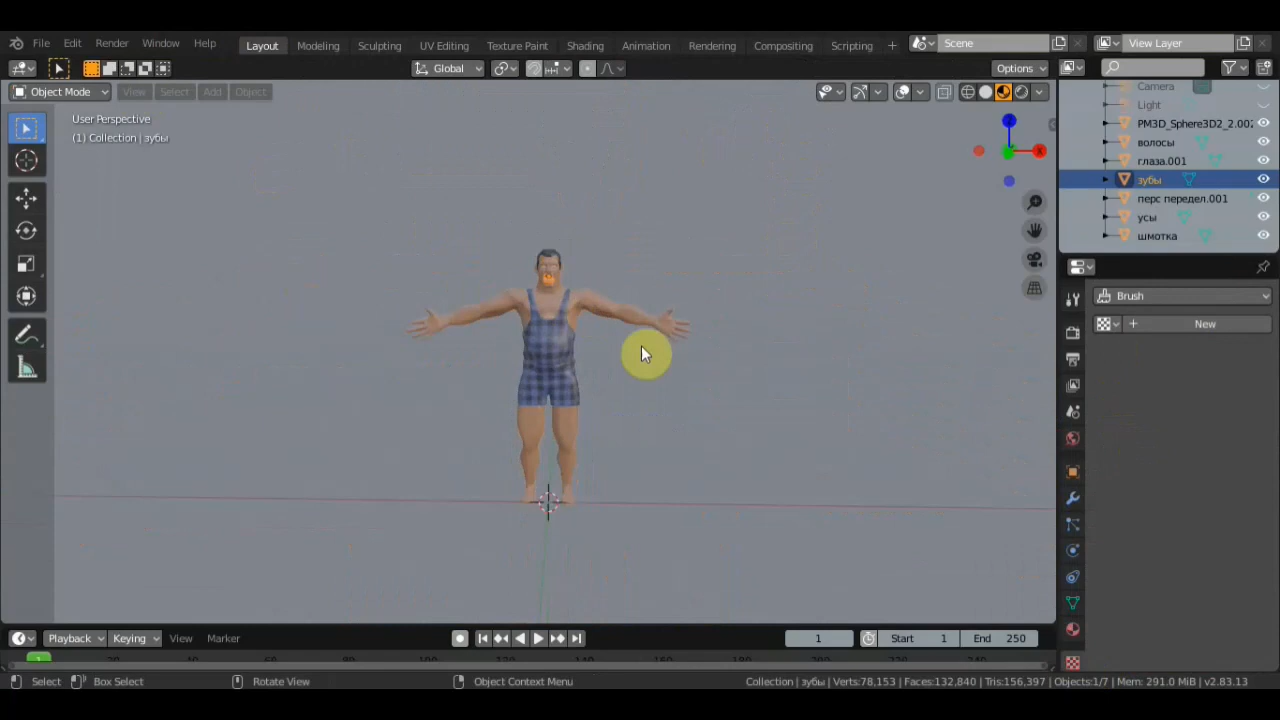 File Edit Render Window Help Layout Modeling Sculpting UV Editing Texture Paint Shading Animation Rendering Compositing Scripting + Scene View Layer
Global Options
Object Mode View Select Add Object
User Perspective
(1) Collection | зубы
Z
X
Camera
Light
PM3D_Sphere3D2_2.002
волосы
глаза.001
зубы
перс передел.001
усы
шмотка
Brush
+ New
Playback Keying View Marker 1 Start 1 End 250
1
Select Box Select Rotate View Object Context Menu Collection | зубы | Verts:78,153 | Faces:132,840 | Tris:156,397 | Objects:1/7 | Mem: 291.0 MiB | v2.83.13